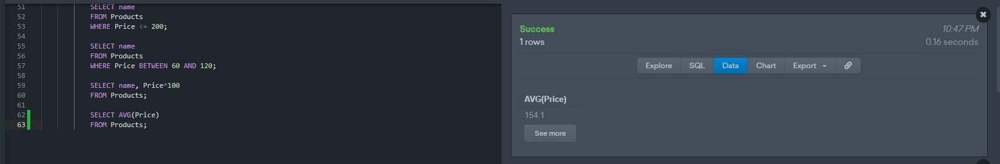 51 SELECT name
52 FROM Products
53 WHERE Price <= 200;
54
55 SELECT name
56 FROM Products
57 WHERE Price BETWEEN 60 AND 120;
58
59 SELECT name, Price*100
60 FROM Products;
61
62 SELECT AVG(Price)
63 FROM Products;
Success 10:47 PM
1 rows 0.16 seconds
Explore SQL Data Chart Export
AVG(Price)
154.1
See more